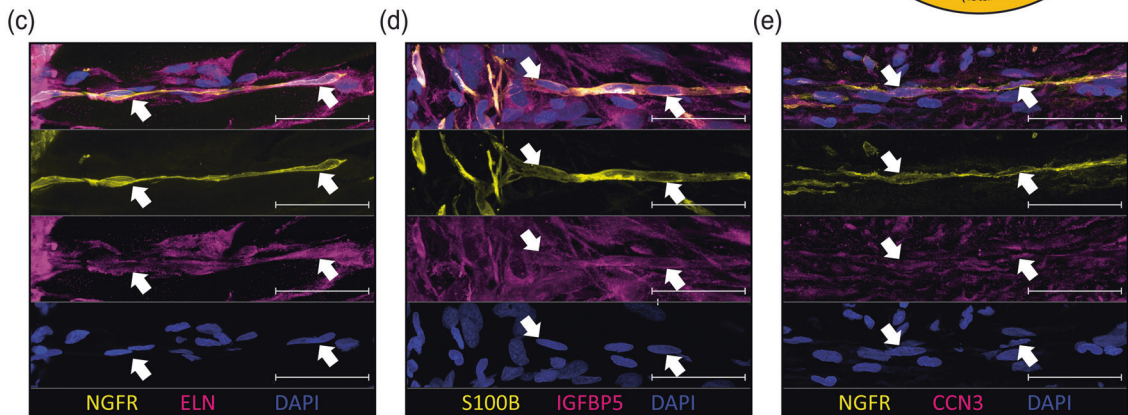 (c)
(d)
(e)
NGFR ELN DAPI
S100B IGFBP5 DAPI
NGFR CCN3 DAPI